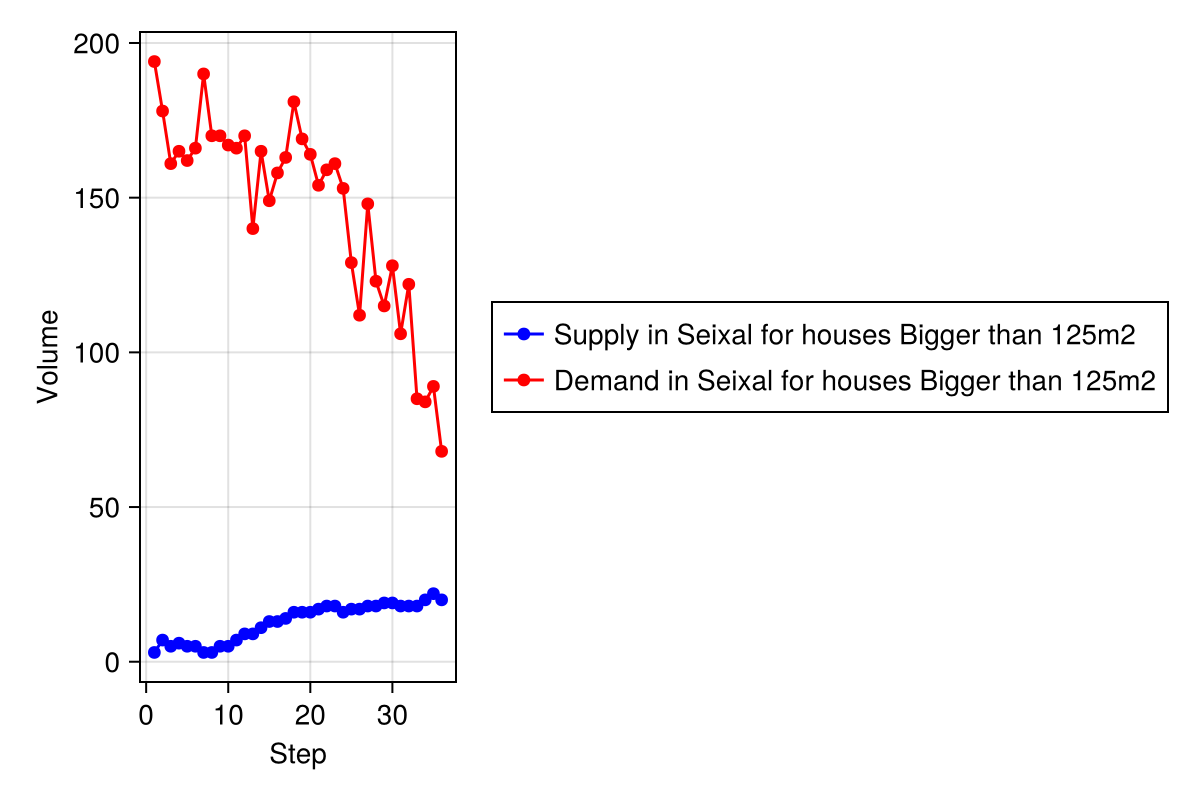 200
150
100
50
0
Volume
0 10 20 30
Step
Supply in Seixal for houses Bigger than 125m2
Demand in Seixal for houses Bigger than 125m2